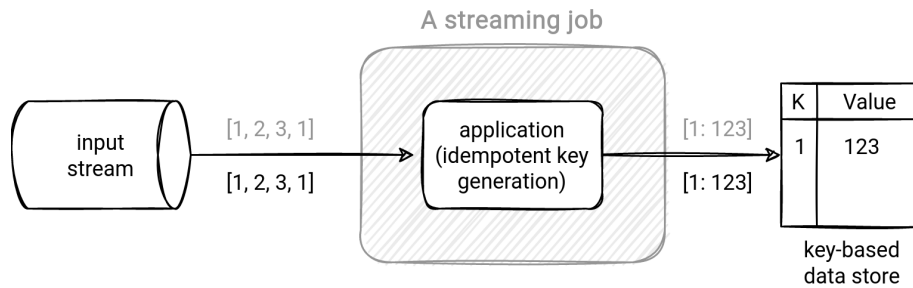 A streaming job
input
stream
[1, 2, 3, 1]
[1, 2, 3, 1]
application
(idempotent key
generation)
[1: 123]
[1: 123]
K Value
1 123
key-based
data store